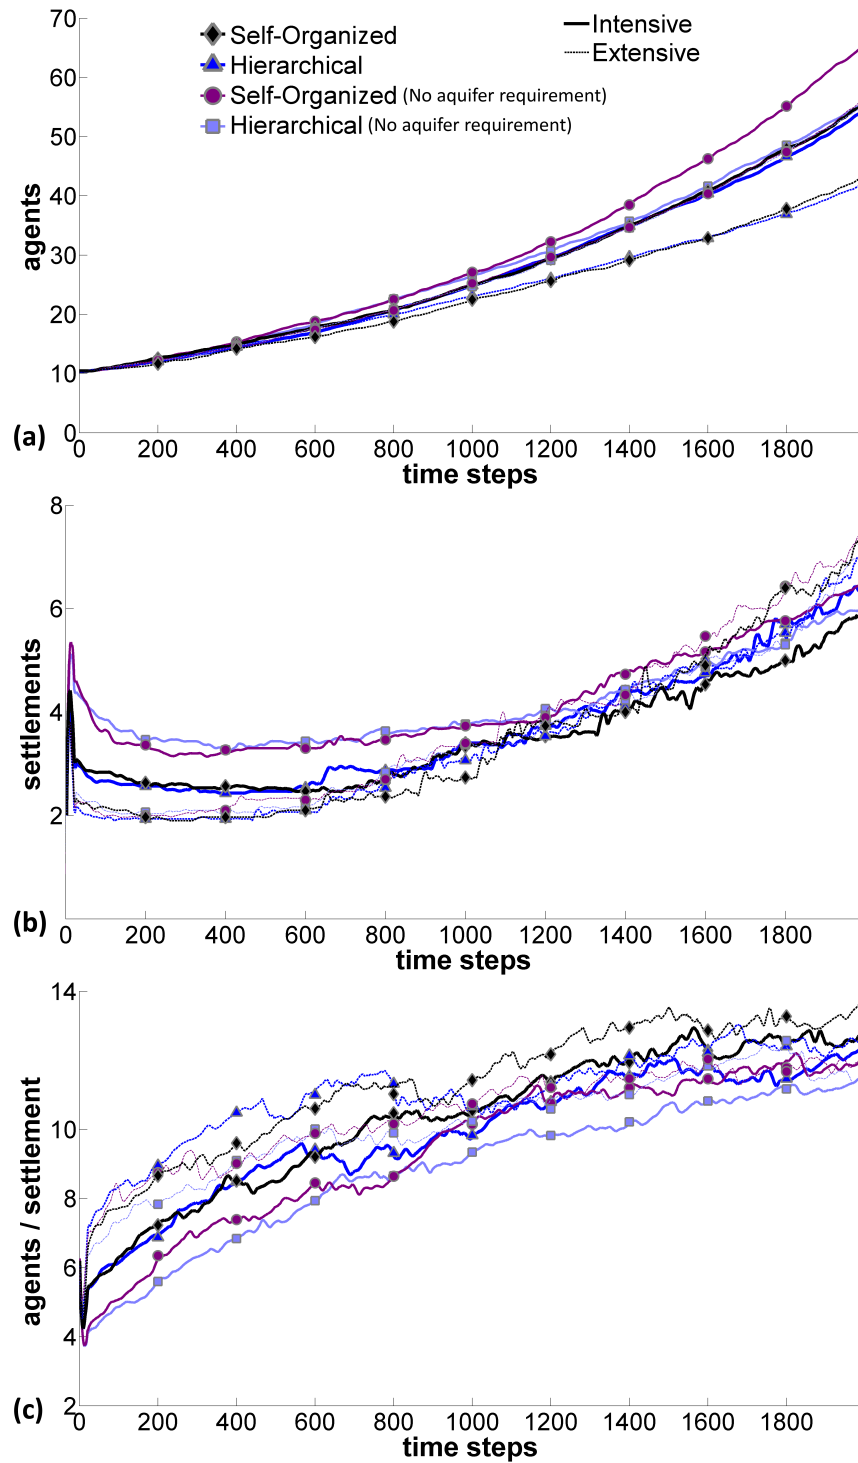 70
60
50
40
30
20
10
0
agents
Self-Organized
Hierarchical
Self-Organized (No aquifer requirement)
Hierarchical (No aquifer requirement)
Intensive
Extensive
(a)
0 200 400 600 800 1000 1200 1400 1600 1800
time steps
8
6
4
2
settlements
(b)
0 200 400 600 800 1000 1200 1400 1600 1800
time steps
14
12
10
8
6
4
2
agents / settlement
(c)
0 200 400 600 800 1000 1200 1400 1600 1800
time steps